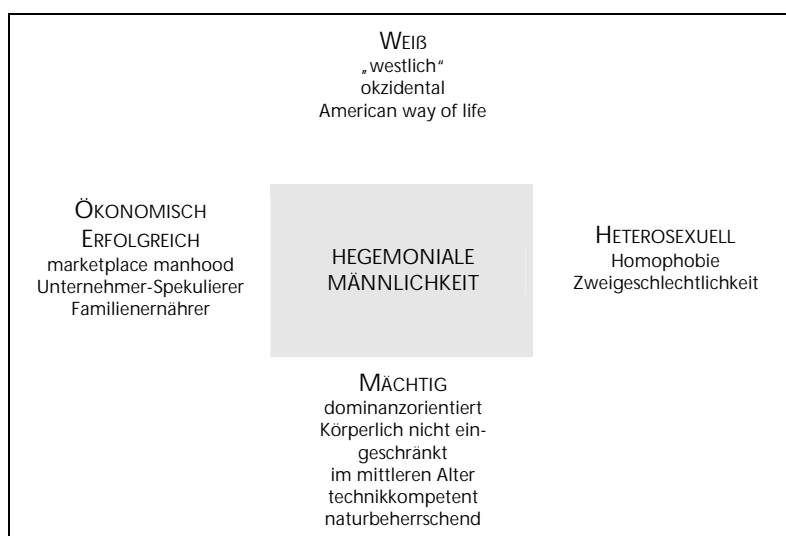 WEIß
„westlich“
okzidental
American way of life
ÖKONOMISCH
ERFOLGREICH
marketplace manhood
Unternehmer-Spekulierer
Familienernährer
HEGEMONIALE
MÄNNLICHKEIT
HETEROSEXUELL
Homophobie
Zweigeschlechtlichkeit
MÄCHTIG
dominanzorientiert
Körperlich nicht ein-
geschränkt
im mittleren Alter
technikkompetent
naturbeherrschend